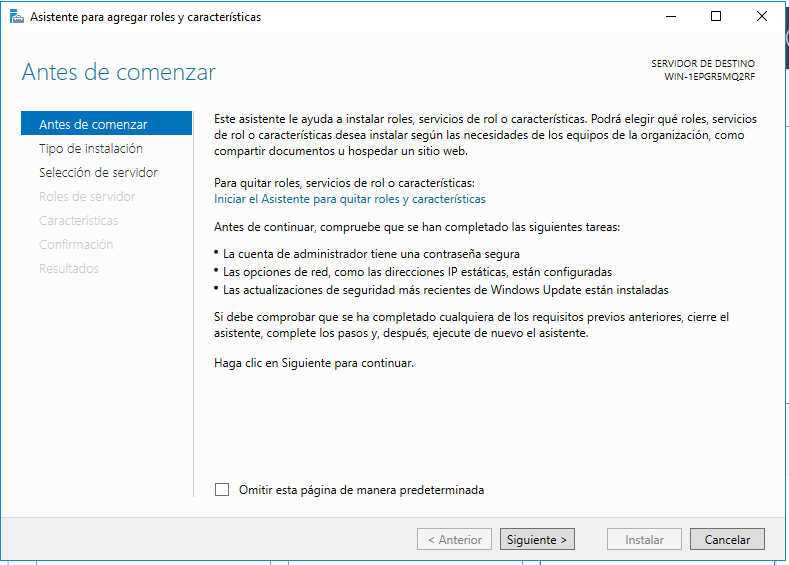 Asistente para agregar roles y características
Antes de comenzar
SERVIDOR DE DESTINO
WIN-1EPGR5MQ2RF
Antes de comenzar
Tipo de instalación
Selección de servidor
Roles de servidor
Características
Confirmación
Resultados
Este asistente le ayuda a instalar roles, servicios de rol o características. Podrá elegir qué roles, servicios
de rol o características desea instalar según las necesidades de los equipos de la organización, como
compartir documentos u hospedar un sitio web.
Para quitar roles, servicios de rol o características:
Iniciar el Asistente para quitar roles y características
Antes de continuar, compruebe que se han completado las siguientes tareas:
• La cuenta de administrador tiene una contraseña segura
• Las opciones de red, como las direcciones IP estáticas, están configuradas
• Las actualizaciones de seguridad más recientes de Windows Update están instaladas
Si debe comprobar que se ha completado cualquiera de los requisitos previos anteriores, cierre el
asistente, complete los pasos y, después, ejecute de nuevo el asistente.
Haga clic en Siguiente para continuar.
Omitir esta página de manera predeterminada
< Anterior
Siguiente >
Instalar
Cancelar